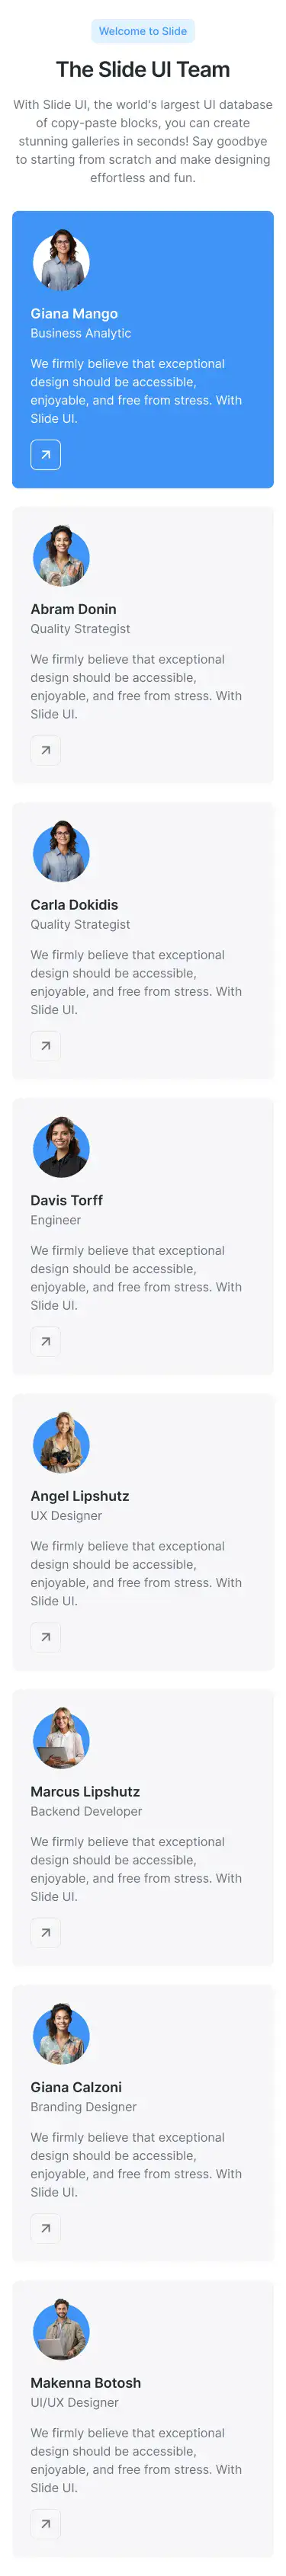 Welcome to Slide
The Slide UI Team
With Slide UI, the world's largest UI database
of copy-paste blocks, you can create
stunning galleries in seconds! Say goodbye
to starting from scratch and make designing
effortless and fun.
Giana Mango
Business Analytic
We firmly believe that exceptional
design should be accessible,
enjoyable, and free from stress. With
Slide UI.
Abram Donin
Quality Strategist
We firmly believe that exceptional
design should be accessible,
enjoyable, and free from stress. With
Slide UI.
Carla Dokidis
Quality Strategist
We firmly believe that exceptional
design should be accessible,
enjoyable, and free from stress. With
Slide UI.
Davis Torff
Engineer
We firmly believe that exceptional
design should be accessible,
enjoyable, and free from stress. With
Slide UI.
Angel Lipshutz
UX Designer
We firmly believe that exceptional
design should be accessible,
enjoyable, and free from stress. With
Slide UI.
Marcus Lipshutz
Backend Developer
We firmly believe that exceptional
design should be accessible,
enjoyable, and free from stress. With
Slide UI.
Giana Calzoni
Branding Designer
We firmly believe that exceptional
design should be accessible,
enjoyable, and free from stress. With
Slide UI.
Makenna Botosh
UI/UX Designer
We firmly believe that exceptional
design should be accessible,
enjoyable, and free from stress. With
Slide UI.